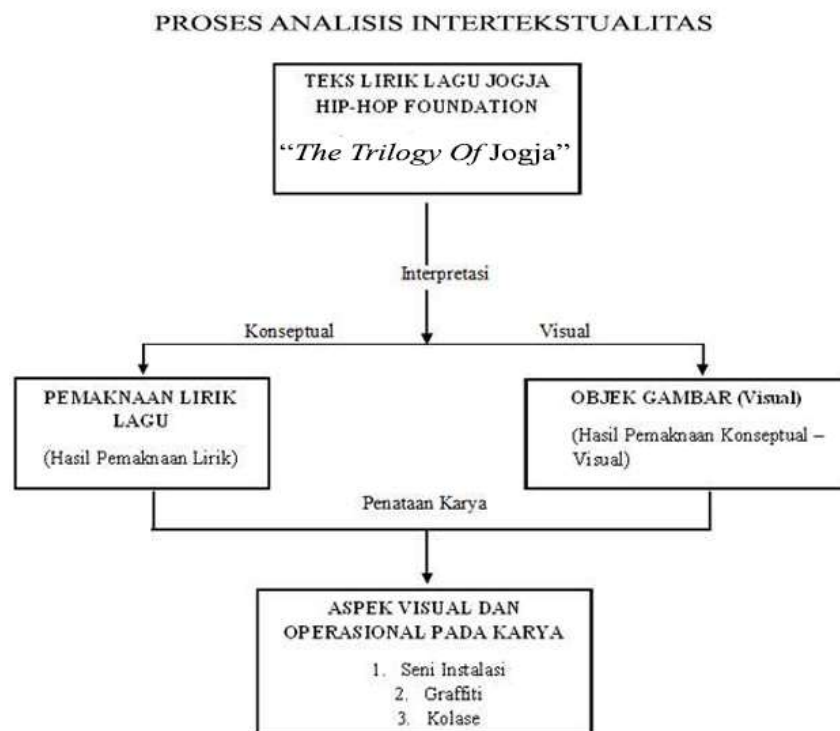 PROSES ANALISIS INTERTEKSTUALITAS
TEKS LIRIK LAGU JOGJA
HIP-HOP FOUNDATION
“The Trilogy Of Jogja”
Interpretasi
Konseptual
Visual
PEMAKNAAN LIRIK
LAGU
(Hasil Pemaknaan Lirik)
OBJEK GAMBAR (Visual)
(Hasil Pemaknaan Konseptual –
Visual)
Penataan Karya
ASPEK VISUAL DAN
OPERASIONAL PADA KARYA
1. Seni Instalasi
2. Graffiti
3. Kolase